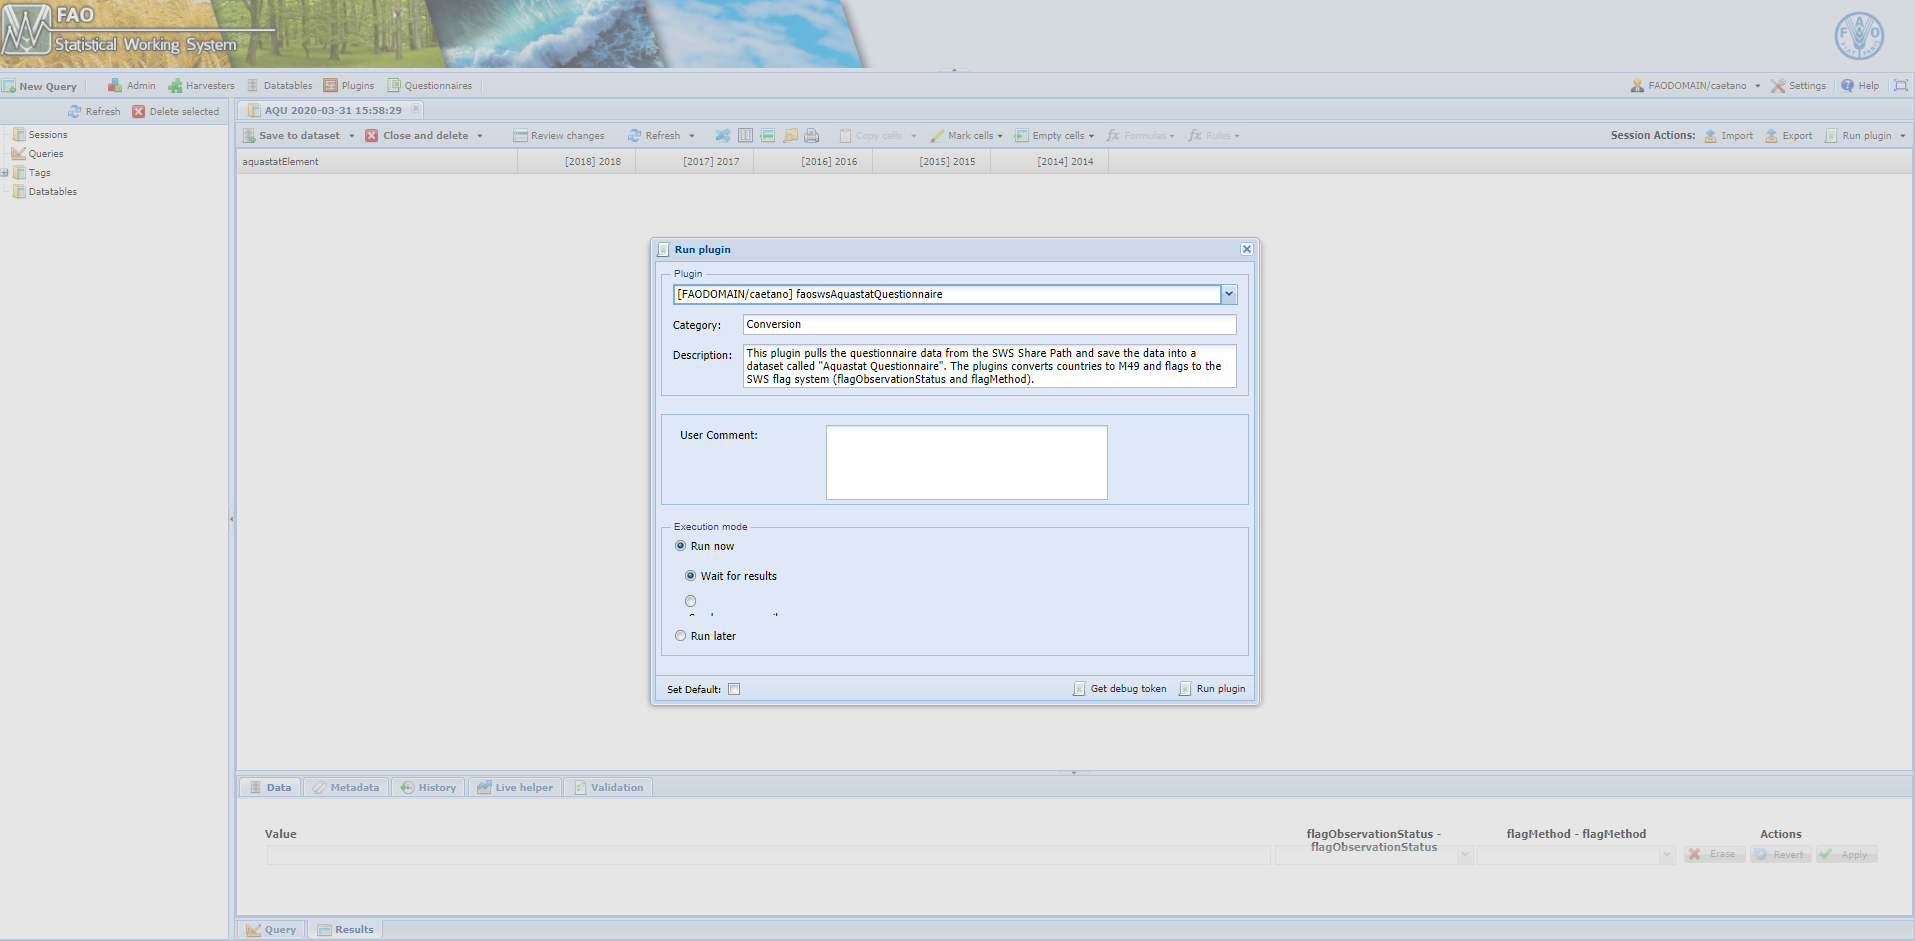 FAO
Statistical Working System
New Query
Admin
Harvesters
Datatables
Plugins
Questionnaires
FAODOMAIN/caetano
Settings
Help
Refresh
Delete selected
AQU 2020-03-31 15:58:29
Sessions
Queries
Tags
Datatables
Save to dataset
Close and delete
Review changes
Refresh
Copy cells
Mark cells
Empty cells
Formulas
Rules
Session Actions:
Import
Export
Run plugin
aquastatElement
[2018] 2018
[2017] 2017
[2016] 2016
[2015] 2015
[2014] 2014
Run plugin
Plugin
[FAODOMAIN/caetano] faoswsAquastatQuestionnaire
Category:
Conversion
Description:
This plugin pulls the questionnaire data from the SWS Share Path and save the data into a
dataset called "Aquastat Questionnaire". The plugins converts countries to M49 and flags to the
SWS flag system (flagObservationStatus and flagMethod).
User Comment:
Execution mode
Run now
Wait for results
Run later
Set Default:
Get debug token
Run plugin
Data
Metadata
History
Live helper
Validation
Value
flagObservationStatus -
flagObservationStatus
flagMethod - flagMethod
Actions
Erase
Revert
Apply
Query
Results